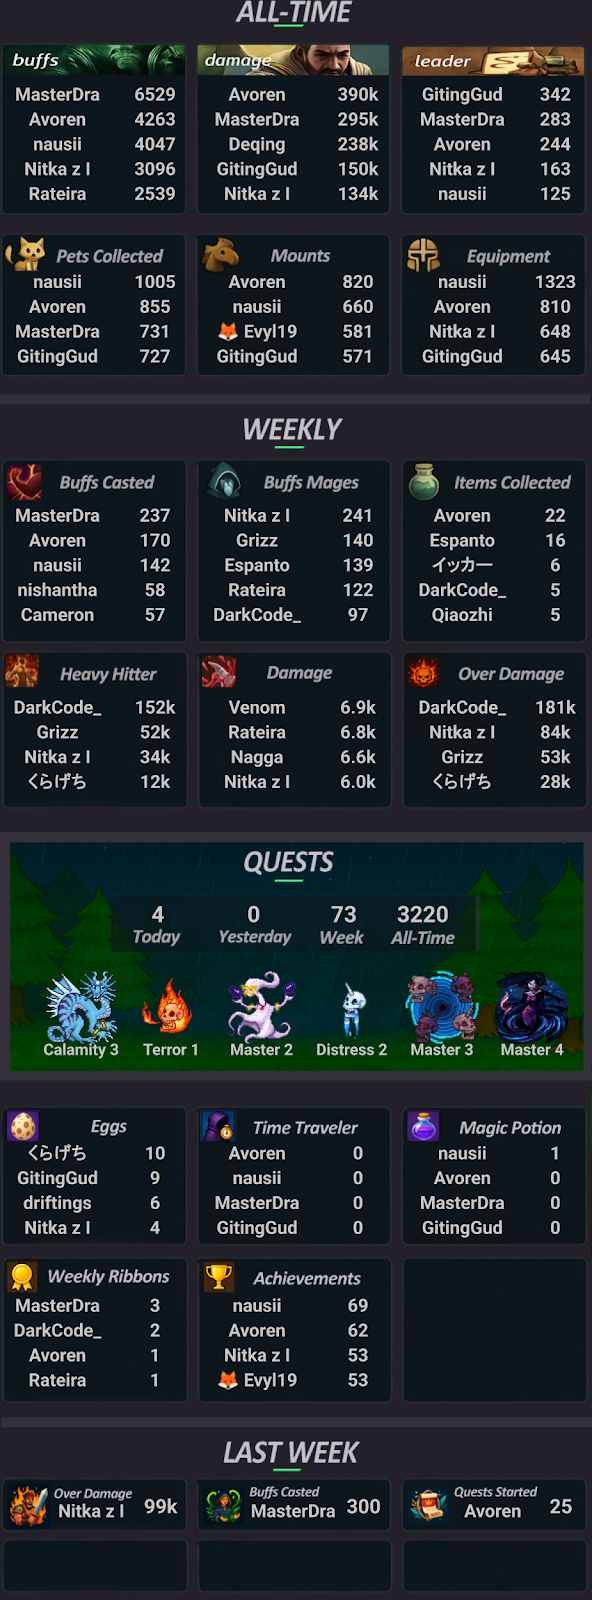 ALL-TIME
buffs
MasterDra 6529
Avoren 4263
nausii 4047
Nitka z I 3096
Rateira 2539
damage
Avoren 390k
MasterDra 295k
Deqing 238k
GitingGud 150k
Nitka z I 134k
leader
GitingGud 342
MasterDra 283
Avoren 244
Nitka z I 163
nausii 125
Pets Collected
nausii 1005
Avoren 855
MasterDra 731
GitingGud 727
Mounts
Avoren 820
nausii 660
🦊 Evyl19 581
GitingGud 571
Equipment
nausii 1323
Avoren 810
Nitka z I 648
GitingGud 645
WEEKLY
Buffs Casted
MasterDra 237
Avoren 170
nausii 142
nishantha 58
Cameron 57
Buffs Mages
Nitka z I 241
Grizz 140
Espanto 139
Rateira 122
DarkCode_ 97
Items Collected
Avoren 22
Espanto 16
イッカー 6
DarkCode_ 5
Qiaozhi 5
Heavy Hitter
DarkCode_ 152k
Grizz 52k
Nitka z I 34k
くらげち 12k
Damage
Venom 6.9k
Rateira 6.8k
Nagga 6.6k
Nitka z I 6.0k
Over Damage
DarkCode_ 181k
Nitka z I 84k
Grizz 53k
くらげち 28k
QUESTS
4 0 73 3220
Today Yesterday Week All-Time
Calamity 3 Terror 1 Master 2 Distress 2 Master 3 Master 4
Eggs
くらげち 10
GitingGud 9
driftings 6
Nitka z I 4
Time Traveler
Avoren 0
nausii 0
MasterDra 0
GitingGud 0
Magic Potion
nausii 1
Avoren 0
MasterDra 0
GitingGud 0
Weekly Ribbons
MasterDra 3
DarkCode_ 2
Avoren 1
Rateira 1
Achievements
nausii 69
Avoren 62
Nitka z I 53
🦊 Evyl19 53
LAST WEEK
Over Damage
Nitka z I 99k
Buffs Casted
MasterDra 300
Quests Started
Avoren 25